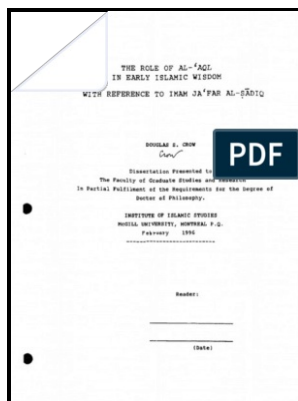 THE ROLE OF AL-ʿAQL
IN EARLY ISLAMIC WISDOM
WITH REFERENCE TO IMAM JAʿFAR AL-ṢĀDIQ
DOUGLAS S. CROW
Crow
PDF
Dissertation Presented to
The Faculty of Graduate Studies and Research
In Partial Fulfilment of the Requirements for the Degree of
Doctor of Philosophy.
INSTITUTE OF ISLAMIC STUDIES
McGILL UNIVERSITY, MONTREAL P.Q.
February 1996
Reader:
(Date)